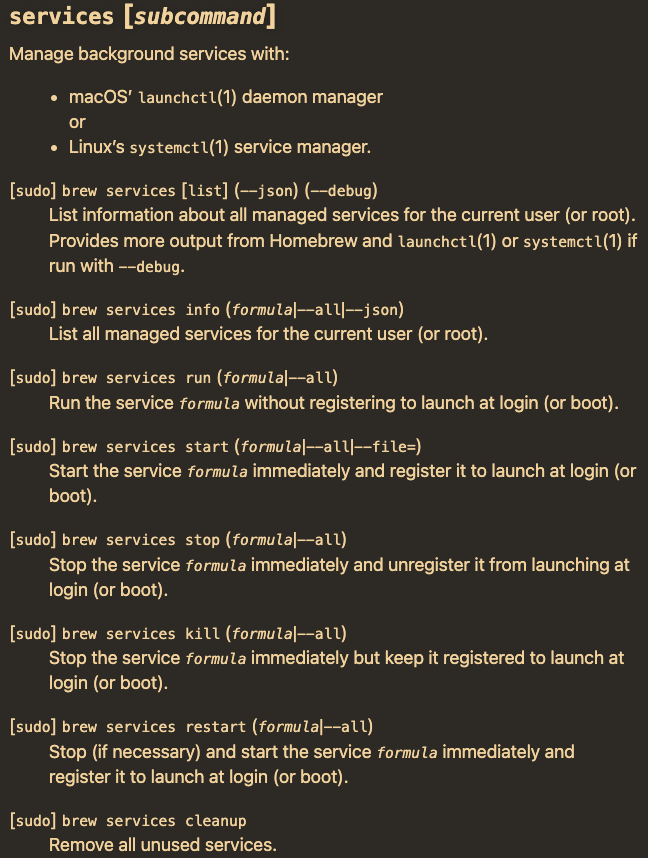 services [subcommand]
Manage background services with:
• macOS’ launchctl(1) daemon manager
or
• Linux’s systemctl(1) service manager.
[sudo] brew services [list] (--json) (--debug)
List information about all managed services for the current user (or root).
Provides more output from Homebrew and launchctl(1) or systemctl(1) if
run with --debug.
[sudo] brew services info (formula|--all|--json)
List all managed services for the current user (or root).
[sudo] brew services run (formula|--all)
Run the service formula without registering to launch at login (or boot).
[sudo] brew services start (formula|--all|--file=)
Start the service formula immediately and register it to launch at login (or
boot).
[sudo] brew services stop (formula|--all)
Stop the service formula immediately and unregister it from launching at
login (or boot).
[sudo] brew services kill (formula|--all)
Stop the service formula immediately but keep it registered to launch at
login (or boot).
[sudo] brew services restart (formula|--all)
Stop (if necessary) and start the service formula immediately and
register it to launch at login (or boot).
[sudo] brew services cleanup
Remove all unused services.